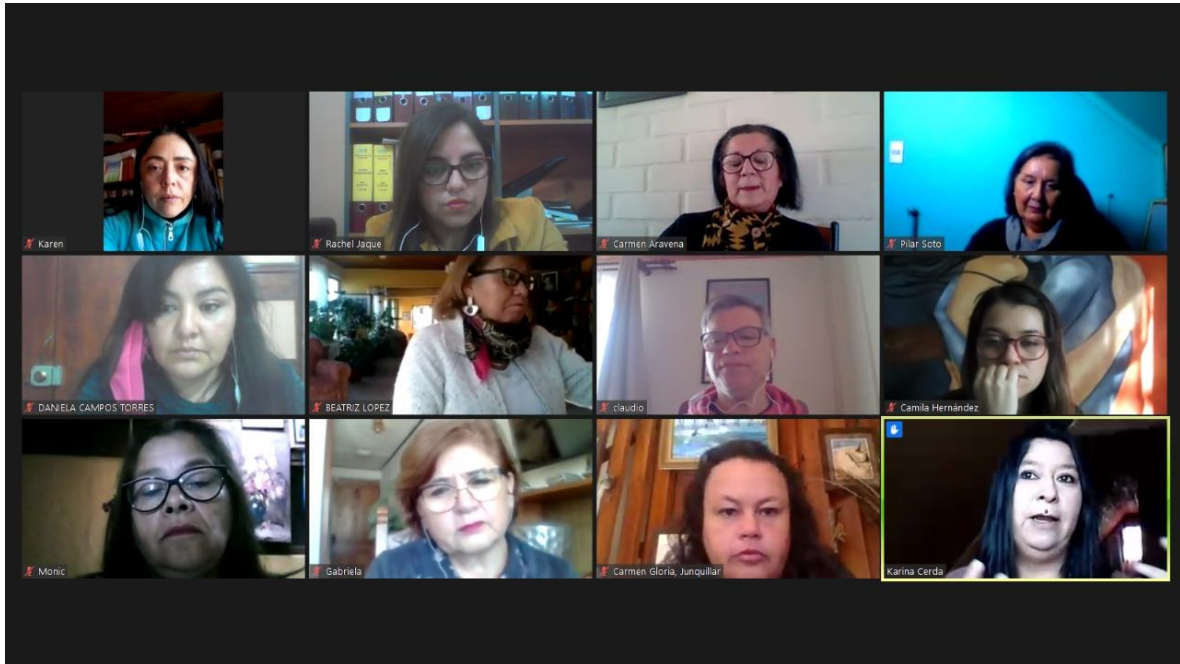 Karen
Rachel Jaque
Carmen Aravena
Pilar Soto
DANIELA CAMPOS TORRES
BEATRIZ LOPEZ
claudio
Camila Hernández
Monic
Gabriela
Carmen Gloria, Junquillar
Karina Cerda